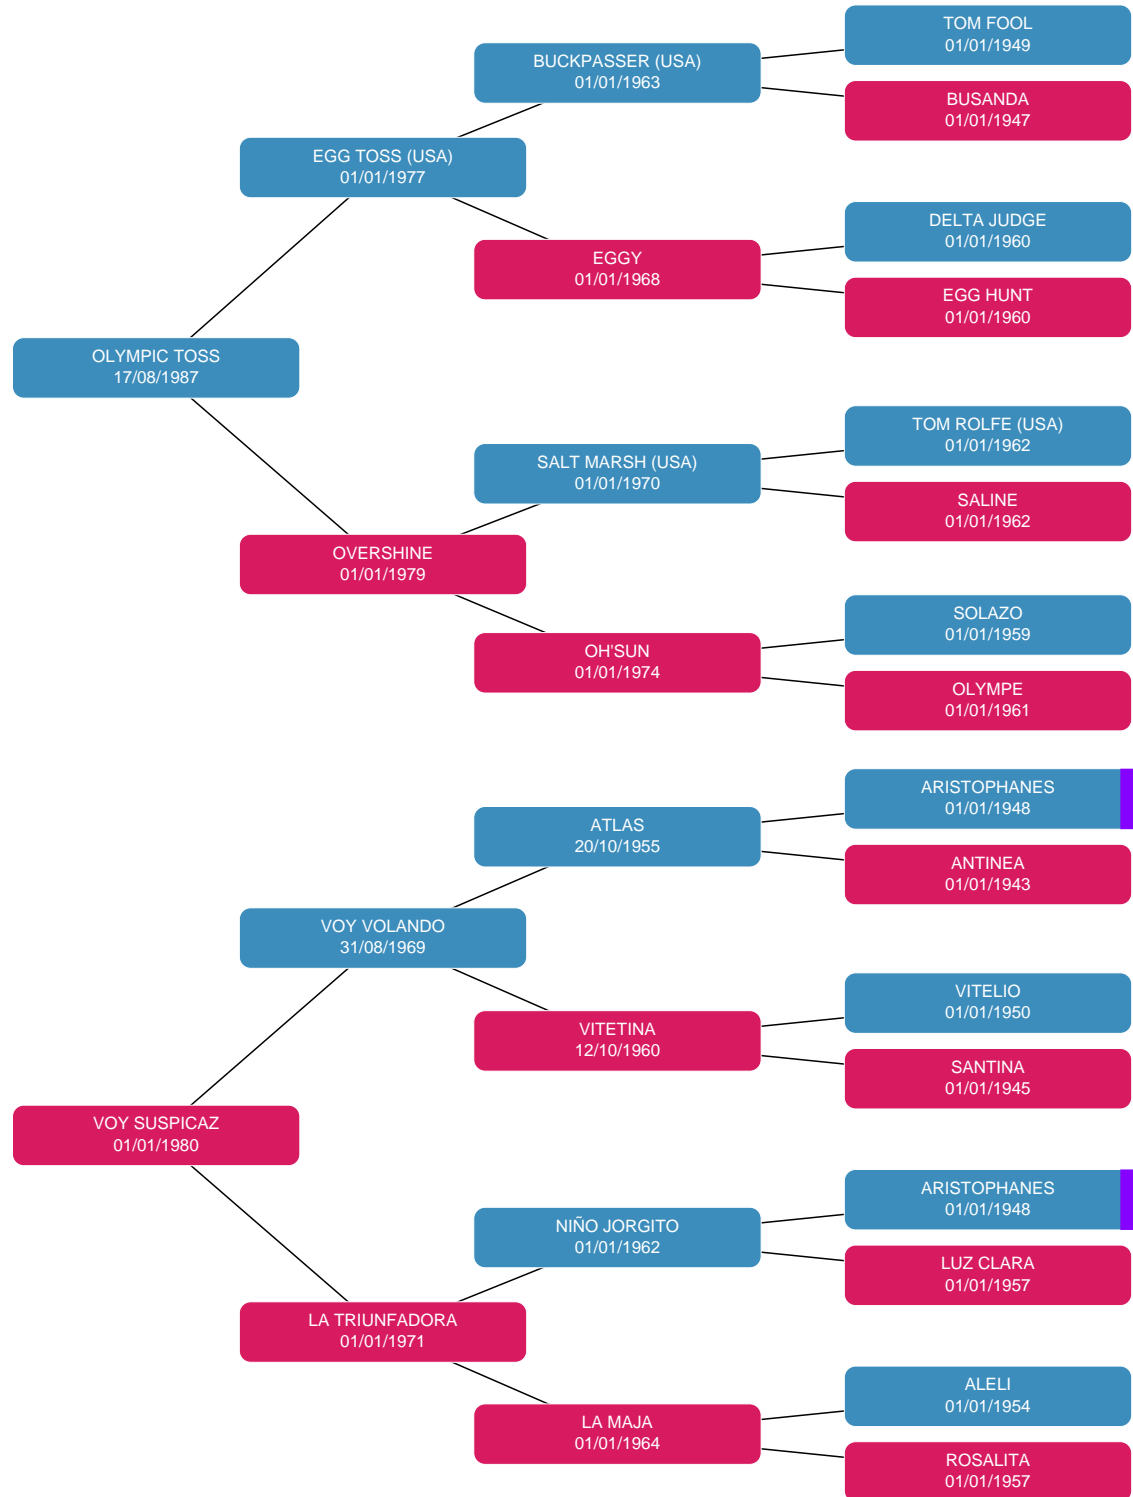 TOM FOOL
01/01/1949
BUCKPASSER (USA)
01/01/1963
BUSANDA
01/01/1947
EGG TOSS (USA)
01/01/1977
DELTA JUDGE
01/01/1960
EGGY
01/01/1968
EGG HUNT
01/01/1960
OLYMPIC TOSS
17/08/1987
TOM ROLFE (USA)
01/01/1962
SALT MARSH (USA)
01/01/1970
SALINE
01/01/1962
OVERSHINE
01/01/1979
SOLAZO
01/01/1959
OH'SUN
01/01/1974
OLYMPE
01/01/1961
ARISTOPHANES
01/01/1948
ATLAS
20/10/1955
ANTINEA
01/01/1943
VOY VOLANDO
31/08/1969
VITELIO
01/01/1950
VITETINA
12/10/1960
SANTINA
01/01/1945
VOY SUSPICAZ
01/01/1980
ARISTOPHANES
01/01/1948
NIÑO JORGITO
01/01/1962
LUZ CLARA
01/01/1957
LA TRIUNFADORA
01/01/1971
ALELI
01/01/1954
LA MAJA
01/01/1964
ROSALITA
01/01/1957